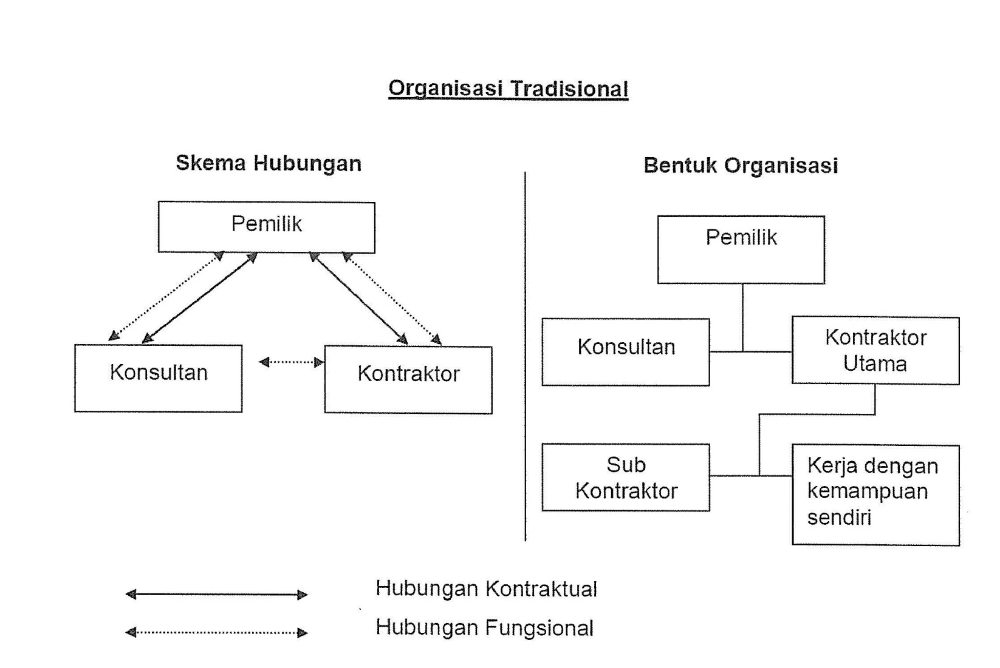 Organisasi Tradisional
Skema Hubungan
Pemilik
Konsultan
Kontraktor
Bentuk Organisasi
Pemilik
Konsultan
Kontraktor
Utama
Sub
Kontraktor
Kerja dengan
kemampuan
sendiri
Hubungan Kontraktual
Hubungan Fungsional